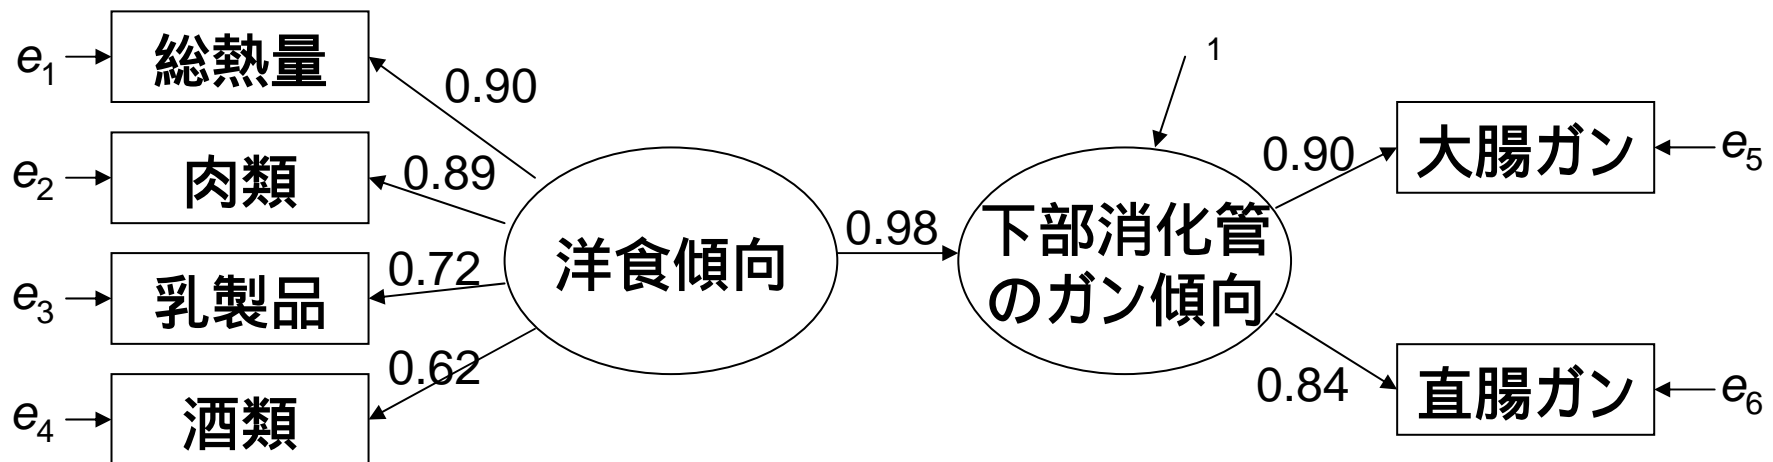 e1
総熱量
0.90
e2
肉類
0.89
e3
乳製品
0.72
e4
酒類
0.62
洋食傾向
0.98
1
下部消化管
のガン傾向
0.90
大腸ガン
e5
0.84
直腸ガン
e6